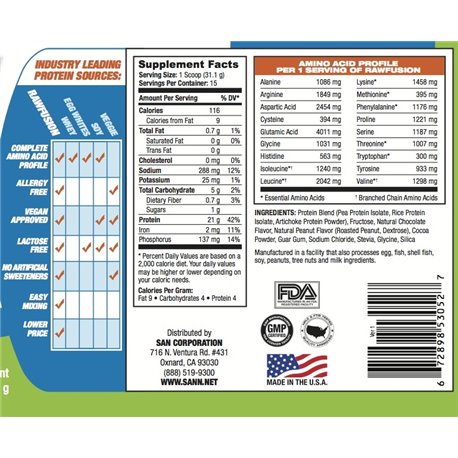 INDUSTRY LEADING
PROTEIN SOURCES:
RAWFUSION
WHEY
EGG WHITES
SOY
VEGGIE
COMPLETE
AMINO ACID
PROFILE
ALLERGY
FREE
VEGAN
APPROVED
LACTOSE
FREE
NO ARTIFICIAL
SWEETENERS
EASY
MIXING
LOWER
PRICE
nt
g
Supplement Facts
Serving Size: 1 Scoop (31.1 g)
Servings Per Container: 15
Amount Per Serving %DV*
Calories 116
Calories from Fat 9
Total Fat 0.7 g 1%
Saturated Fat 0 g 0%
Trans Fat 0 g
Cholesterol 0 mg 0%
Sodium 288 mg 12%
Potassium 25 mg 1%
Total Carbohydrate 5 g 2%
Dietary Fiber 0.7 g 3%
Sugars 1 g
Protein 21 g 42%
Iron 2 mg 11%
Phosphorus 137 mg 14%
* Percent Daily Values are based on a
2,000 calorie diet. Your daily values
may be higher or lower depending on
your calorie needs.
Calories Per Gram:
Fat 9 • Carbohydrates 4 • Protein 4
Distributed by
SAN CORPORATION
716 N. Ventura Rd. #431
Oxnard, CA 93030
(888) 519-9300
WWW.SANN.NET
AMINO ACID PROFILE
PER 1 SERVING OF RAWFUSION
Alanine 1086 mg Lysine* 1458 mg
Arginine 1849 mg Methionine* 395 mg
Aspartic Acid 2454 mg Phenylalanine* 1176 mg
Cysteine 394 mg Proline 1221 mg
Glutamic Acid 4011 mg Serine 1187 mg
Glycine 1031 mg Threonine* 1007 mg
Histidine 563 mg Tryptophan* 300 mg
Isoleucine*† 1240 mg Tyrosine 933 mg
Leucine*† 2042 mg Valine*† 1298 mg
* Essential Amino Acids † Branched Chain Amino Acids
INGREDIENTS: Protein Blend (Pea Protein Isolate, Rice Protein
Isolate, Artichoke Protein Powder), Fructose, Natural Chocolate
Flavor, Natural Peanut Flavor (Roasted Peanut, Dextrose), Cocoa
Powder, Guar Gum, Sodium Chloride, Stevia, Glycine, Silica
Manufactured in a facility that also processes egg, fish, shell fish,
soy, peanuts, tree nuts and milk ingredients.
FDA
MANUFACTURED IN
FDA REGISTERED FACILITY
GMP
CERTIFIED
MADE IN THE U.S.A.
Ver: 1
6 72898 53052 7